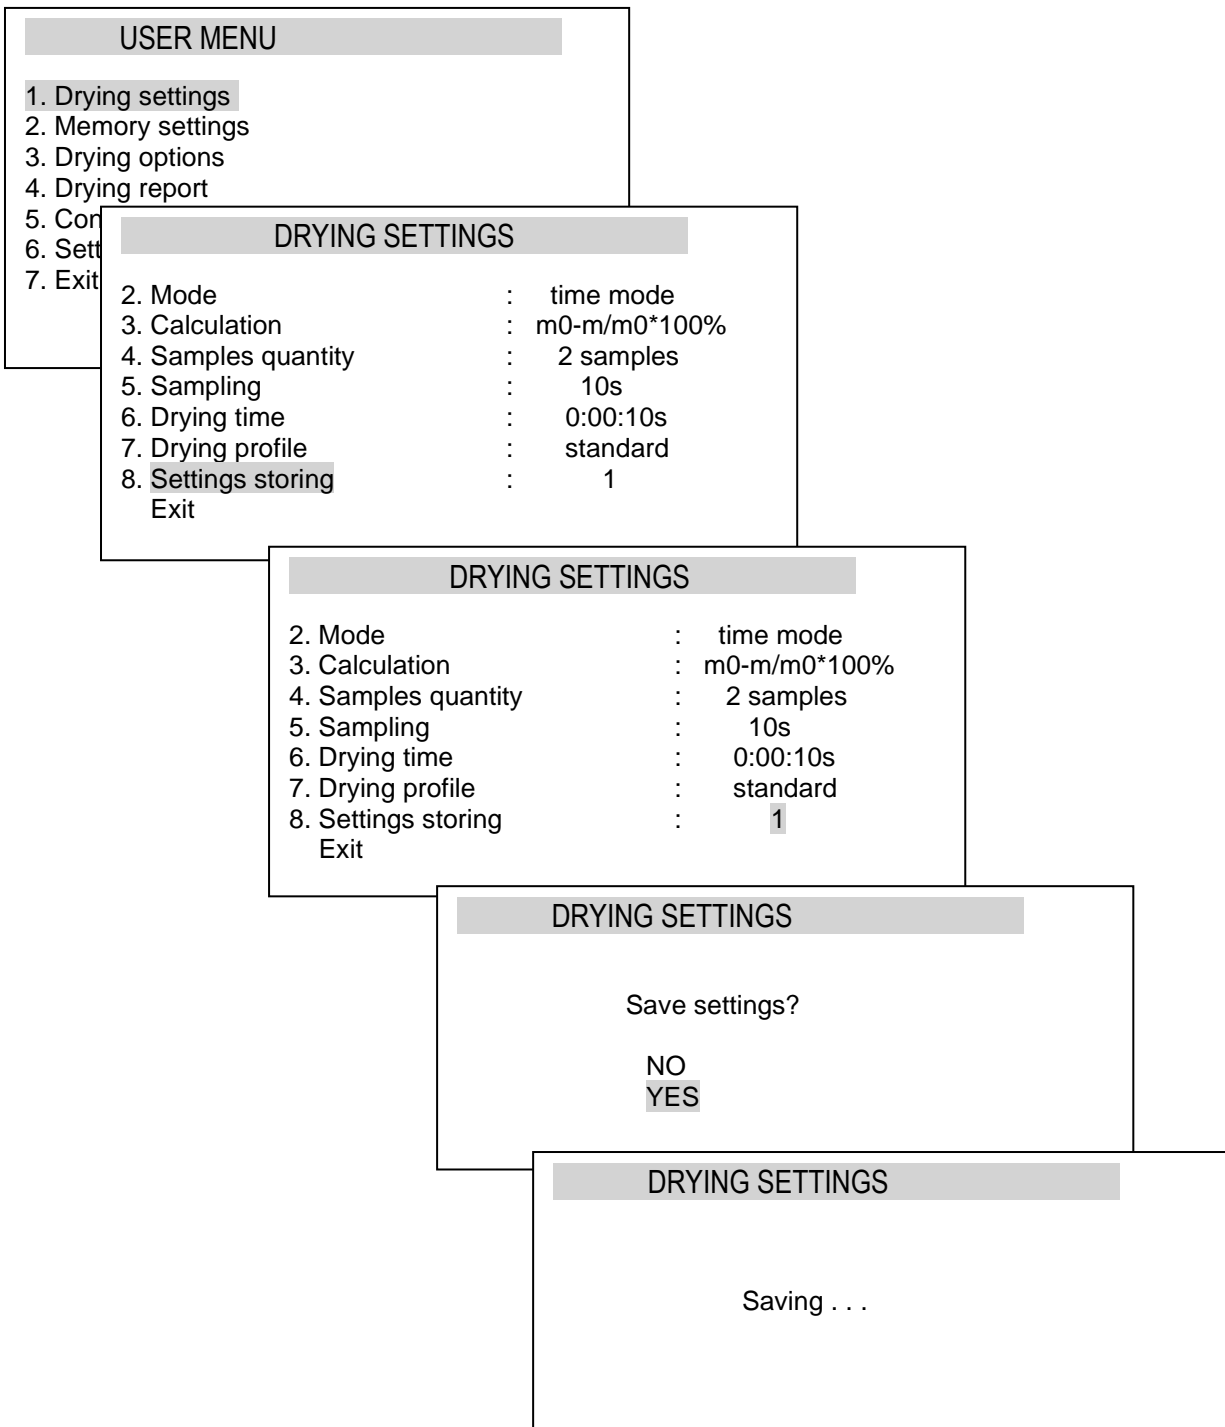 USER MENU
1. Drying settings
2. Memory settings
3. Drying options
4. Drying report
5. Con
6. Sett
7. Exit
DRYING SETTINGS
2. Mode : time mode
3. Calculation : m0-m/m0*100%
4. Samples quantity : 2 samples
5. Sampling : 10s
6. Drying time : 0:00:10s
7. Drying profile : standard
8. Settings storing : 1
Exit
DRYING SETTINGS
2. Mode : time mode
3. Calculation : m0-m/m0*100%
4. Samples quantity : 2 samples
5. Sampling : 10s
6. Drying time : 0:00:10s
7. Drying profile : standard
8. Settings storing : 1
Exit
DRYING SETTINGS
Save settings?
NO
YES
DRYING SETTINGS
Saving . . .